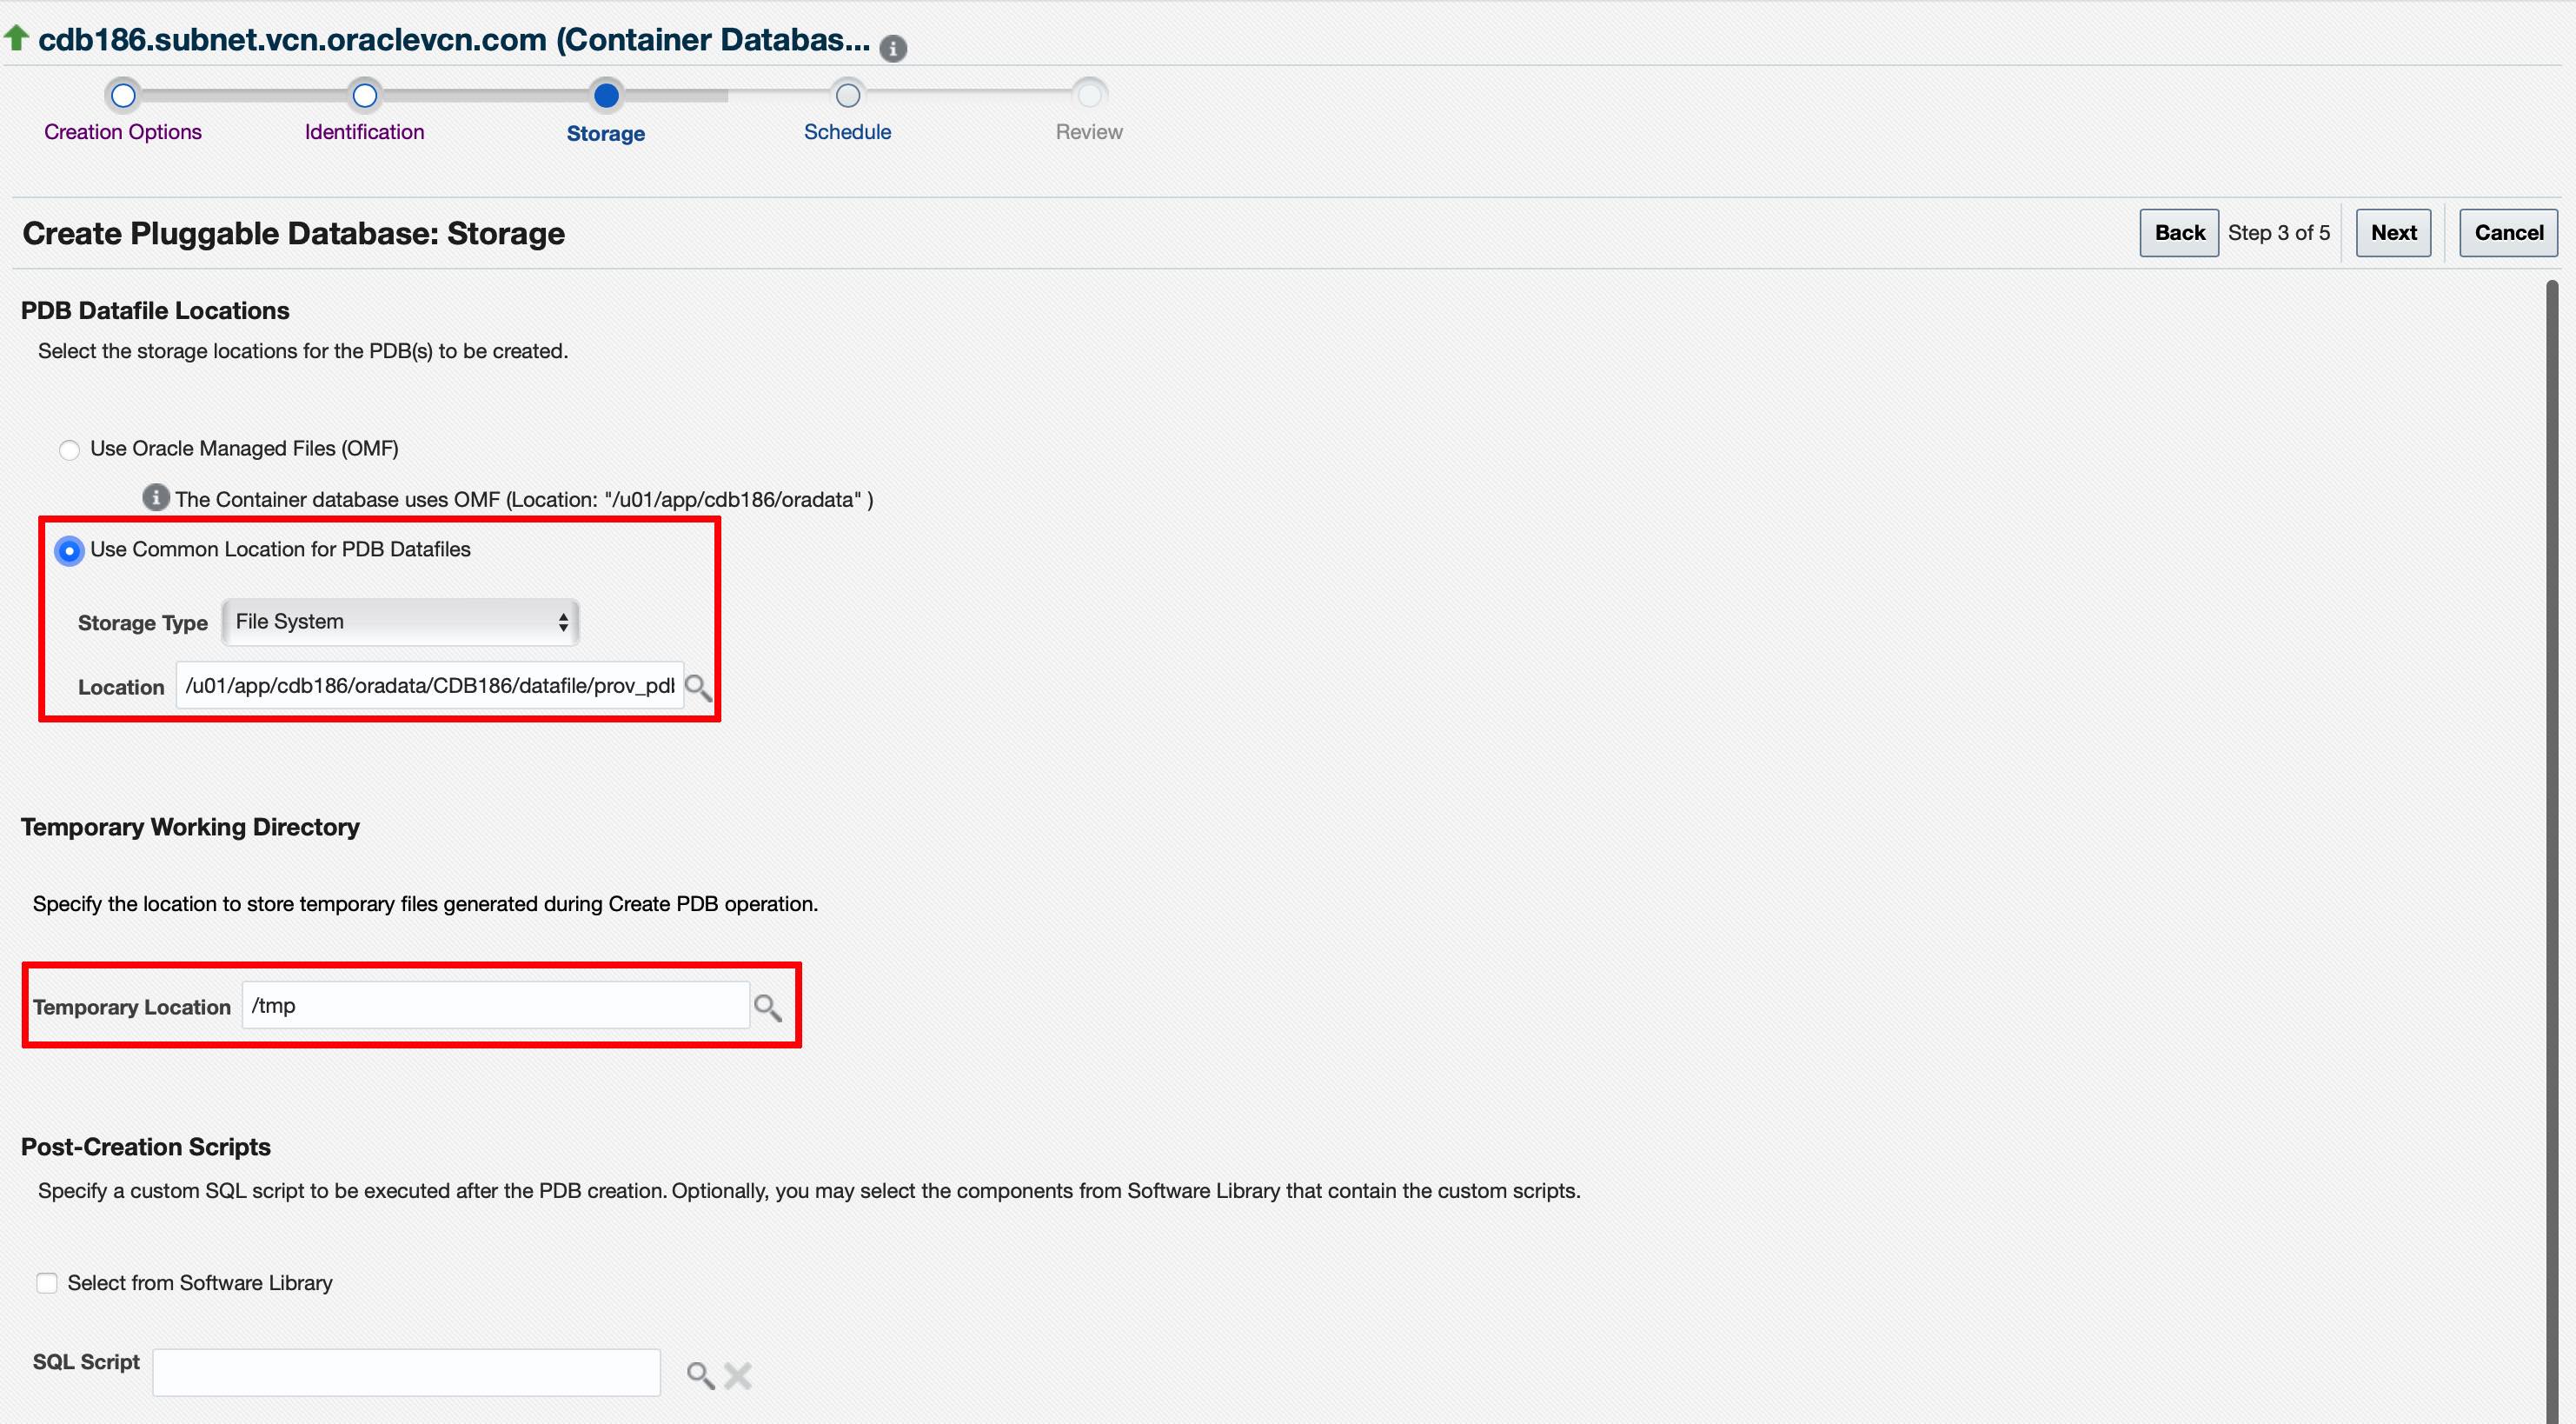 cdb186.subnet.vcn.oraclevcn.com (Container Databas...
Creation Options
Identification
Storage
Schedule
Review
Create Pluggable Database: Storage
Back Step 3 of 5 Next Cancel
PDB Datafile Locations
Select the storage locations for the PDB(s) to be created.
Use Oracle Managed Files (OMF)
The Container database uses OMF (Location: "/u01/app/cdb186/oradata" )
Use Common Location for PDB Datafiles
Storage Type File System
Location /u01/app/cdb186/oradata/CDB186/datafile/prov_pdb
Temporary Working Directory
Specify the location to store temporary files generated during Create PDB operation.
Temporary Location /tmp
Post-Creation Scripts
Specify a custom SQL script to be executed after the PDB creation. Optionally, you may select the components from Software Library that contain the custom scripts.
Select from Software Library
SQL Script